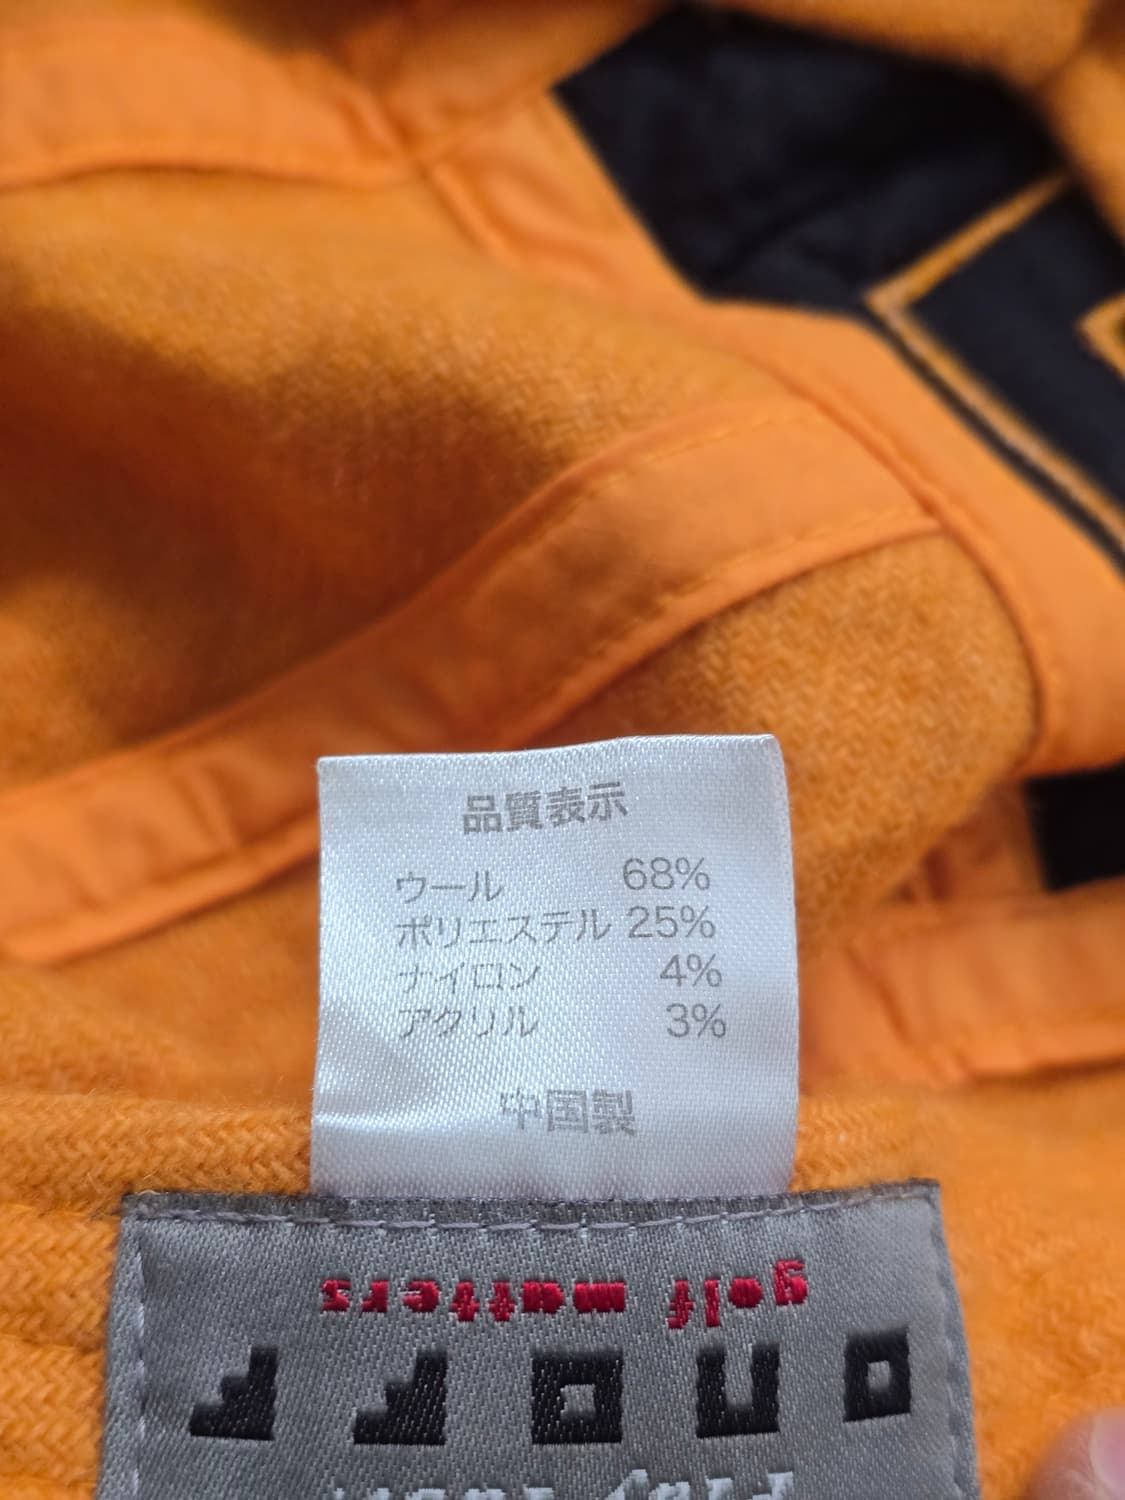 品質表示
ウール 68%
ポリエステル 25%
ナイロン 4%
アクリル 3%
中国製
golf matters
onoff